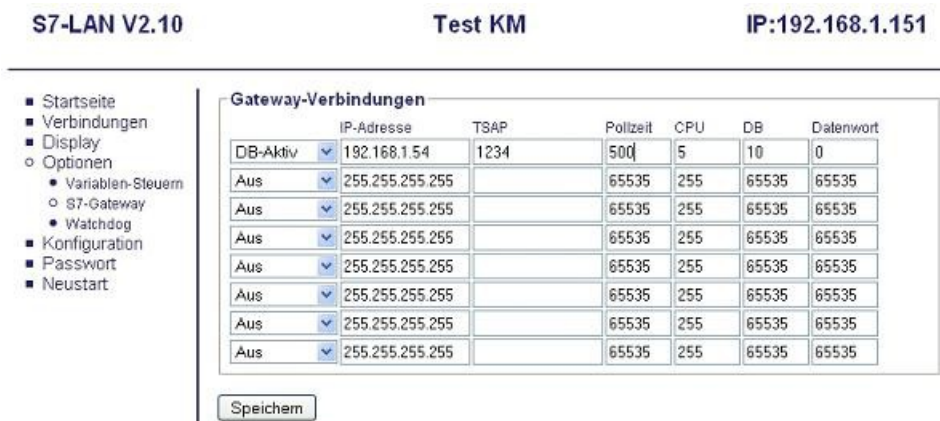 S7-LAN V2.10 Test KM IP:192.168.1.151
Startseite
Verbindungen
Display
Optionen
Variablen-Steuern
S7-Gateway
Watchdog
Konfiguration
Passwort
Neustart
Gateway-Verbindungen
IP-Adresse TSAP Pollzeit CPU DB Datenwort
DB-Aktiv 192.168.1.54 1234 500 5 10 0
Aus 255.255.255.255 65535 255 65535 65535
Aus 255.255.255.255 65535 255 65535 65535
Aus 255.255.255.255 65535 255 65535 65535
Aus 255.255.255.255 65535 255 65535 65535
Aus 255.255.255.255 65535 255 65535 65535
Aus 255.255.255.255 65535 255 65535 65535
Aus 255.255.255.255 65535 255 65535 65535
Speichern